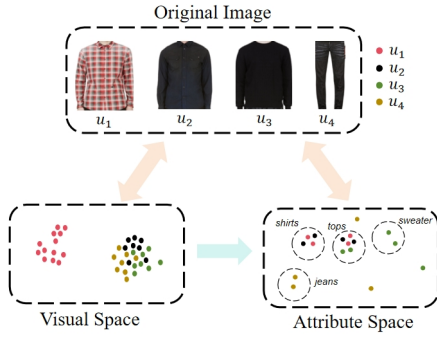 Original Image
u₁ u₂ u₃ u₄
u₁
u₂
u₃
u₄
shirts
tops
sweater
jeans
Visual Space
Attribute Space